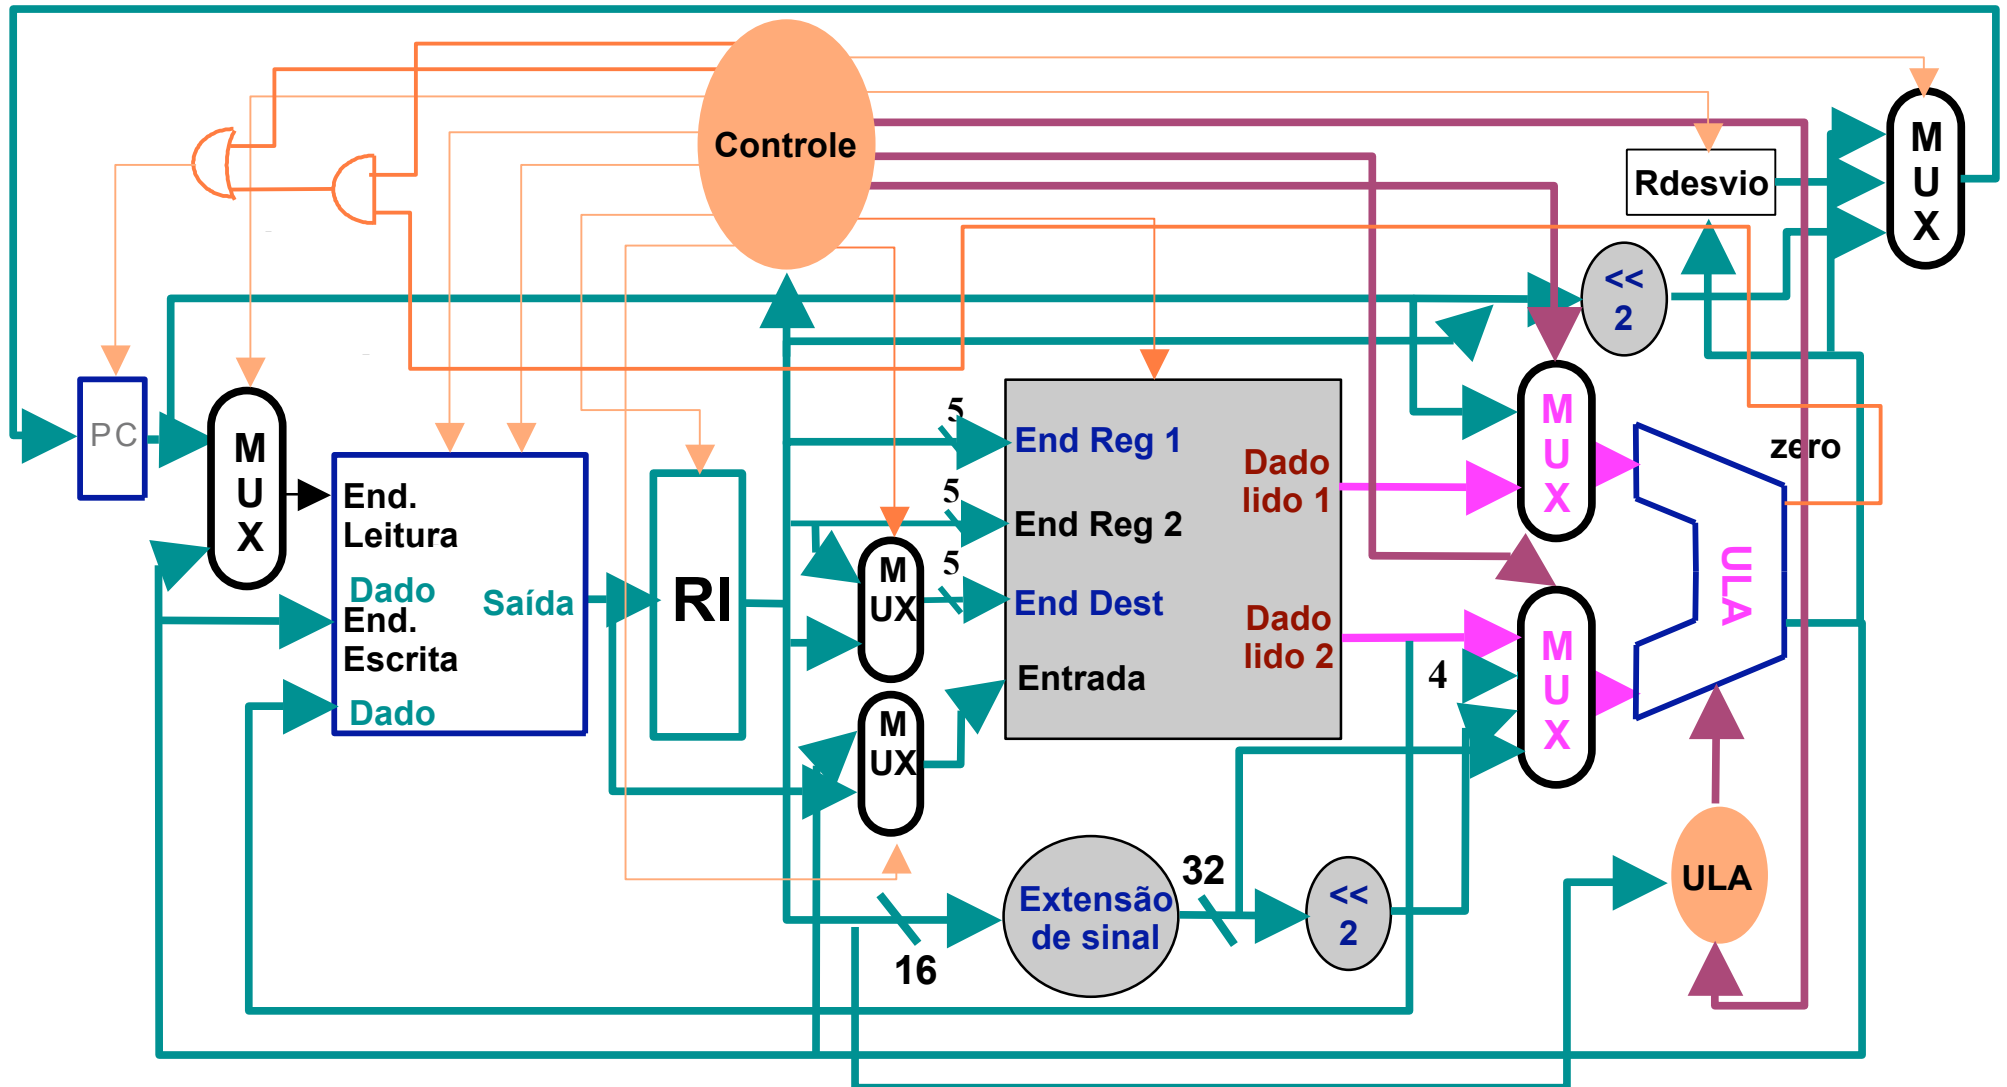 Controle
M
U
X
Rdesvio
<<
2
PC
M
U
X
End.
Leitura
Dado
End.
Escrita
Dado
Saída
RI
5
End Reg 1
5
End Reg 2
5
End Dest
Entrada
Dado
lido 1
Dado
lido 2
M
UX
M
UX
M
U
X
zero
ULA
4
M
U
X
ULA
Extensão
de sinal
16
32
<<
2